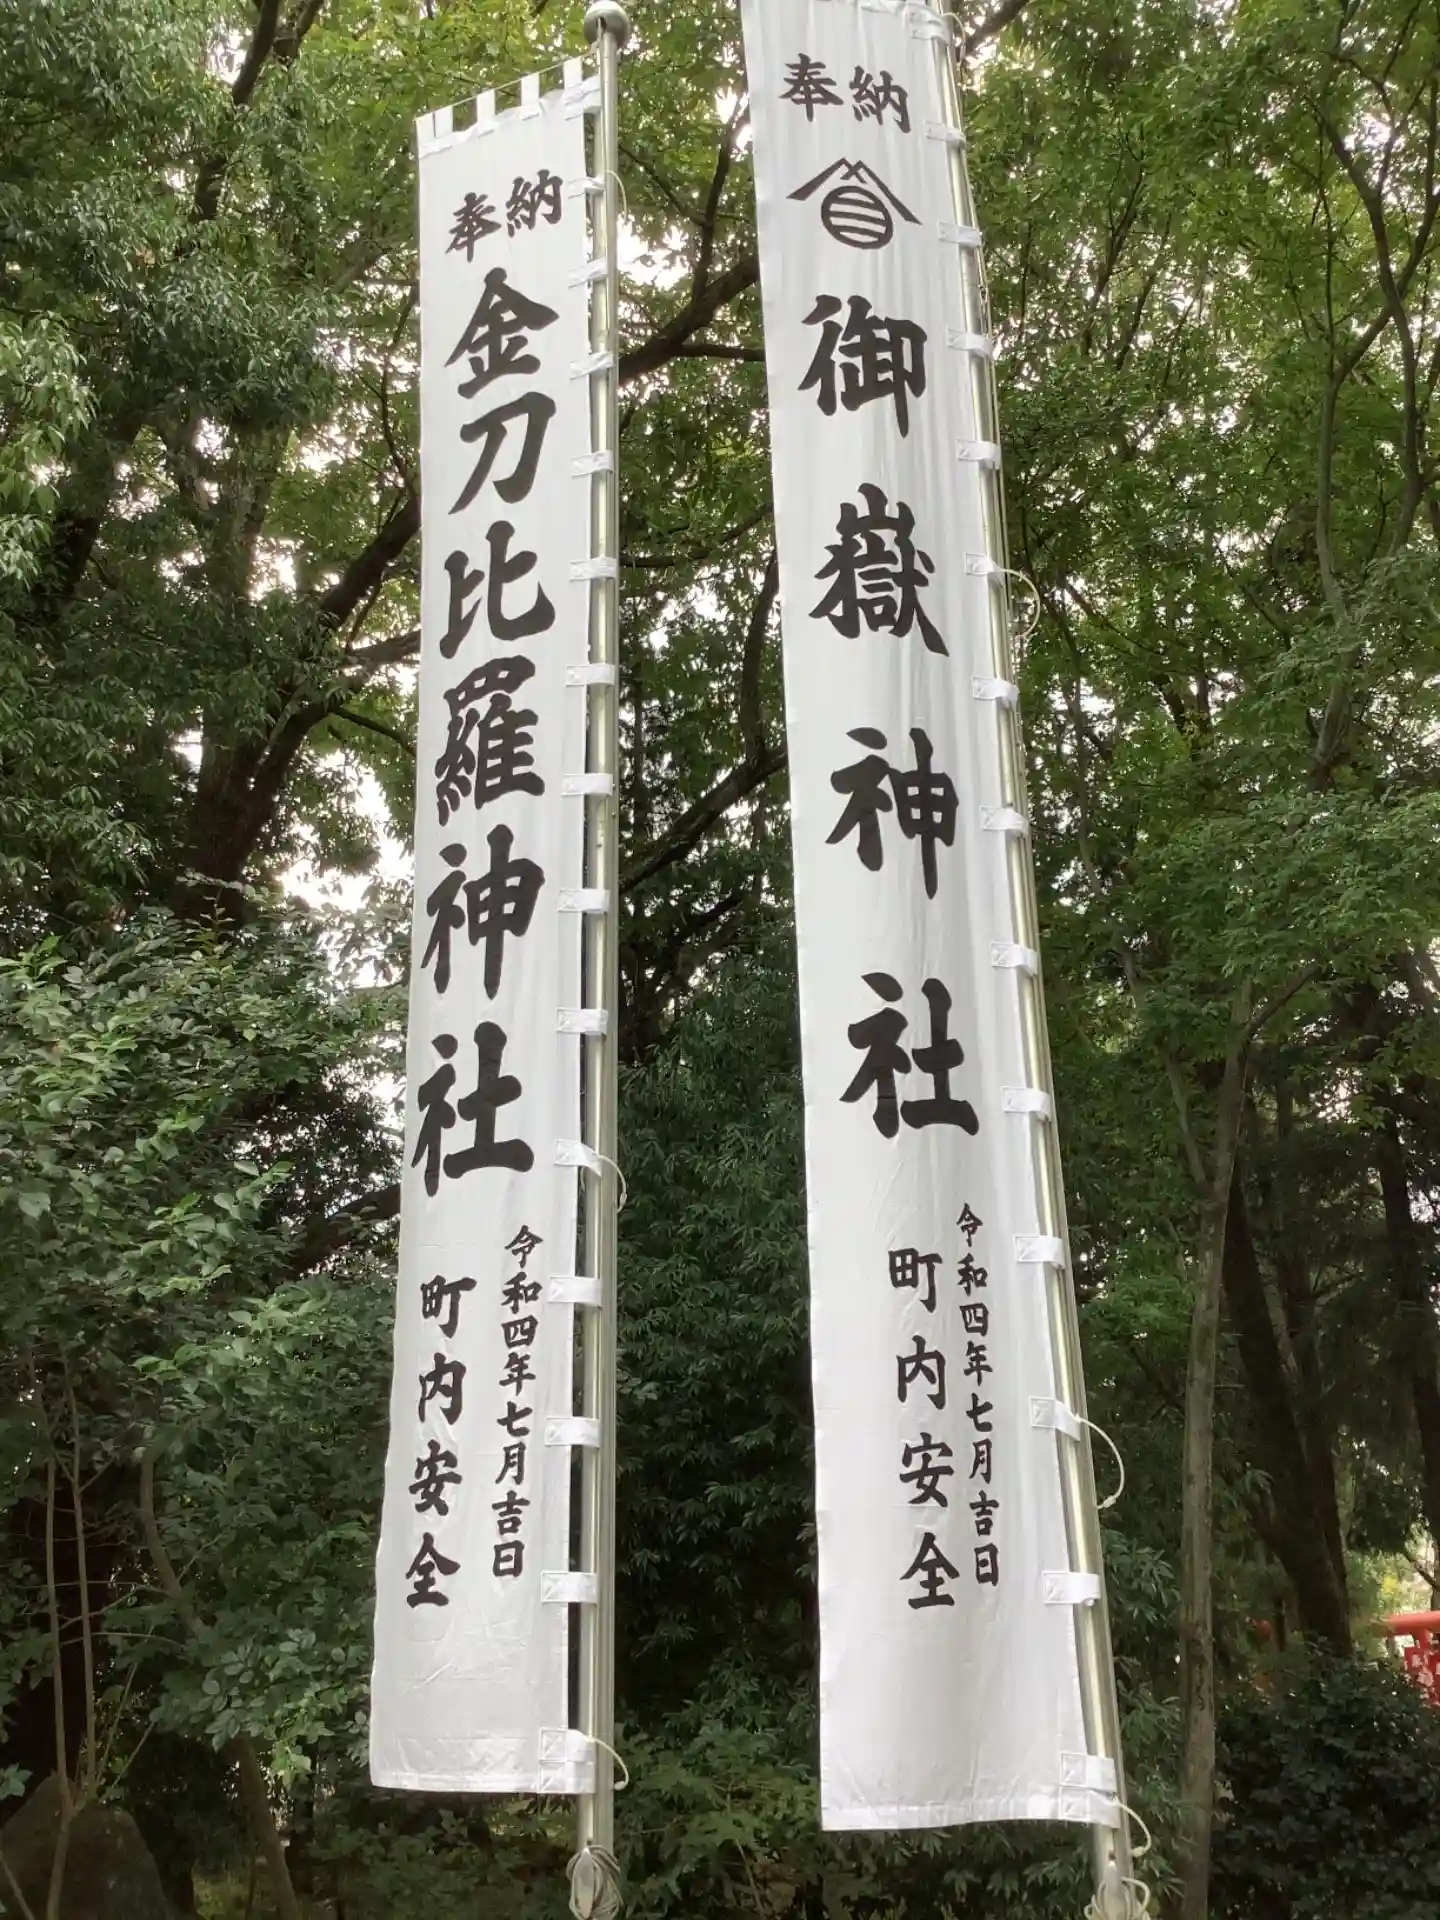 奉納
御嶽神社
令和四年七月吉日
町内安全
奉納
金刀比羅神社
令和四年七月吉日
町内安全